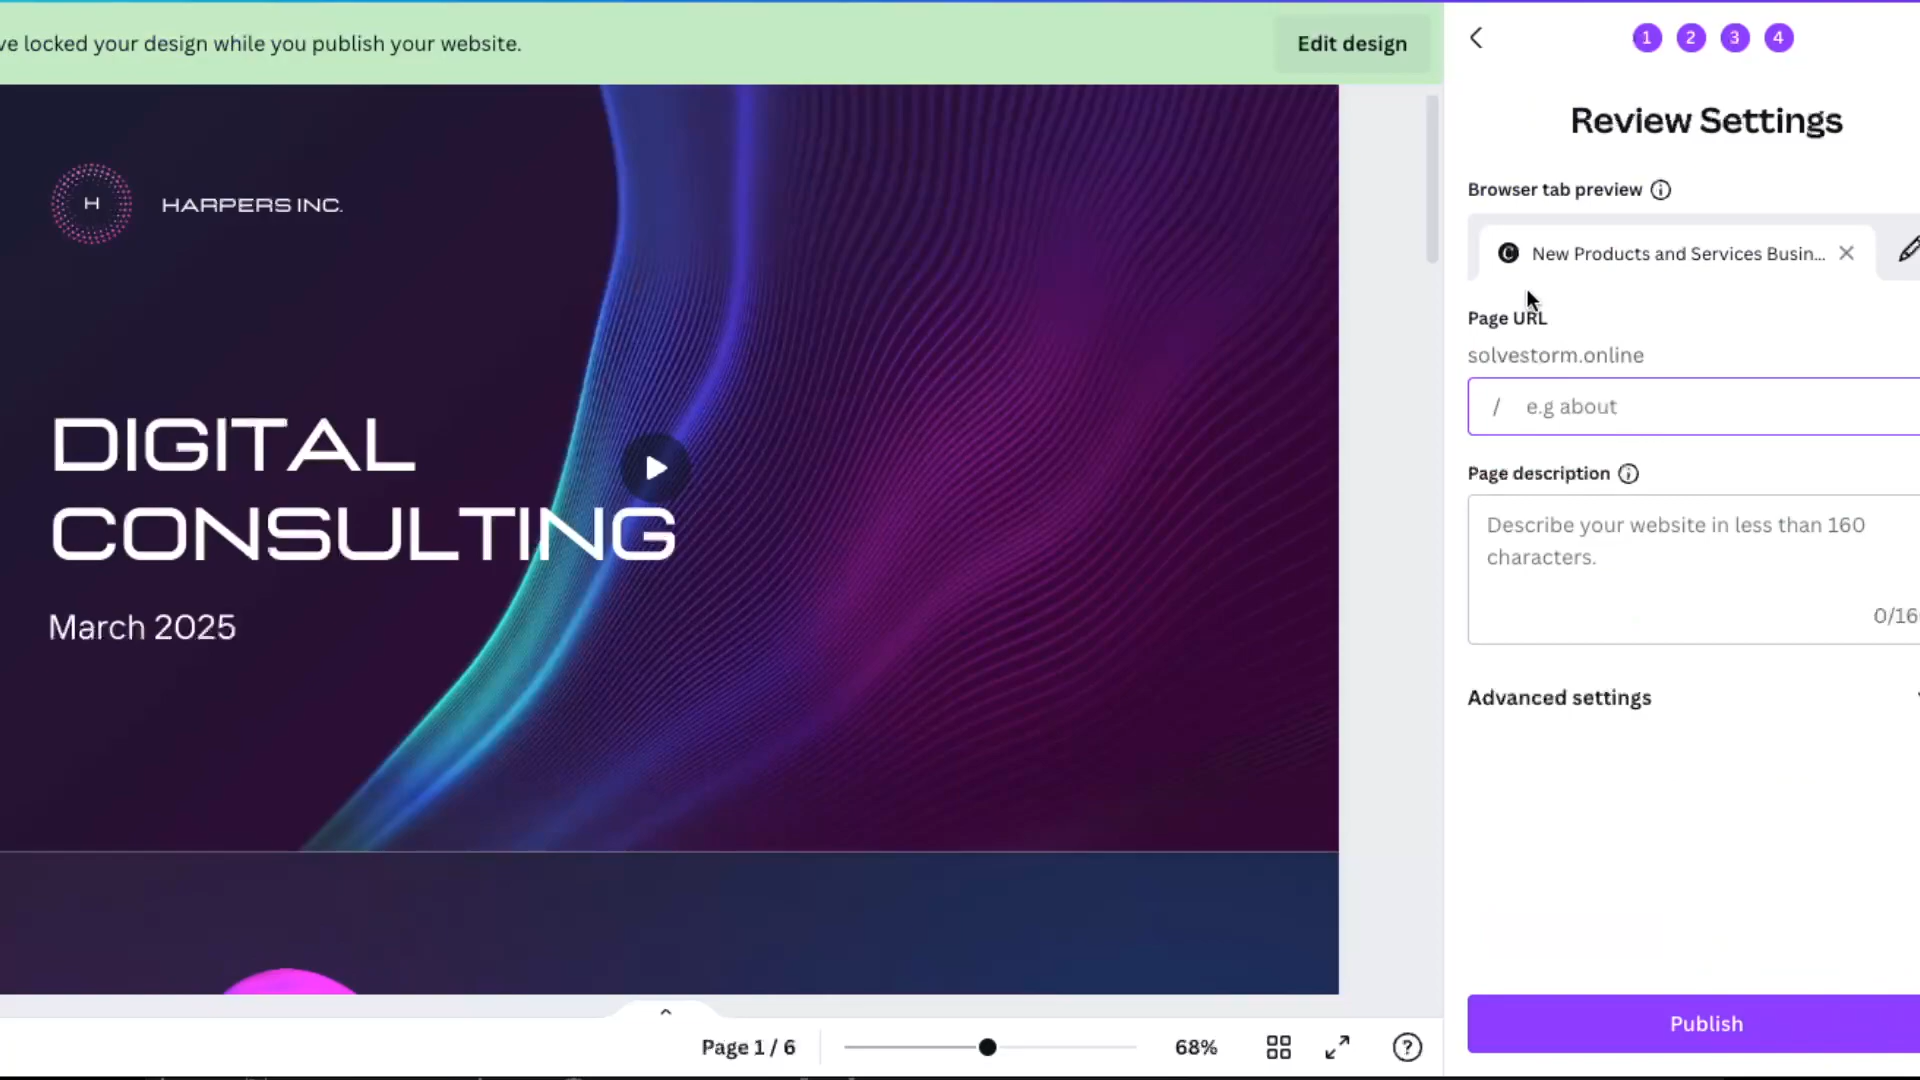 ve locked your design while you publish your website.
Edit design
1 2 3 4
Review Settings
Browser tab preview
New Products and Services Busin...
Page URL
solvestorm.online
/ e.g about
Page description
Describe your website in less than 160
characters.
0/16
Advanced settings
Publish
H
HARPERS INC.
DIGITAL
CONSULTING
March 2025
Page 1 / 6
68%